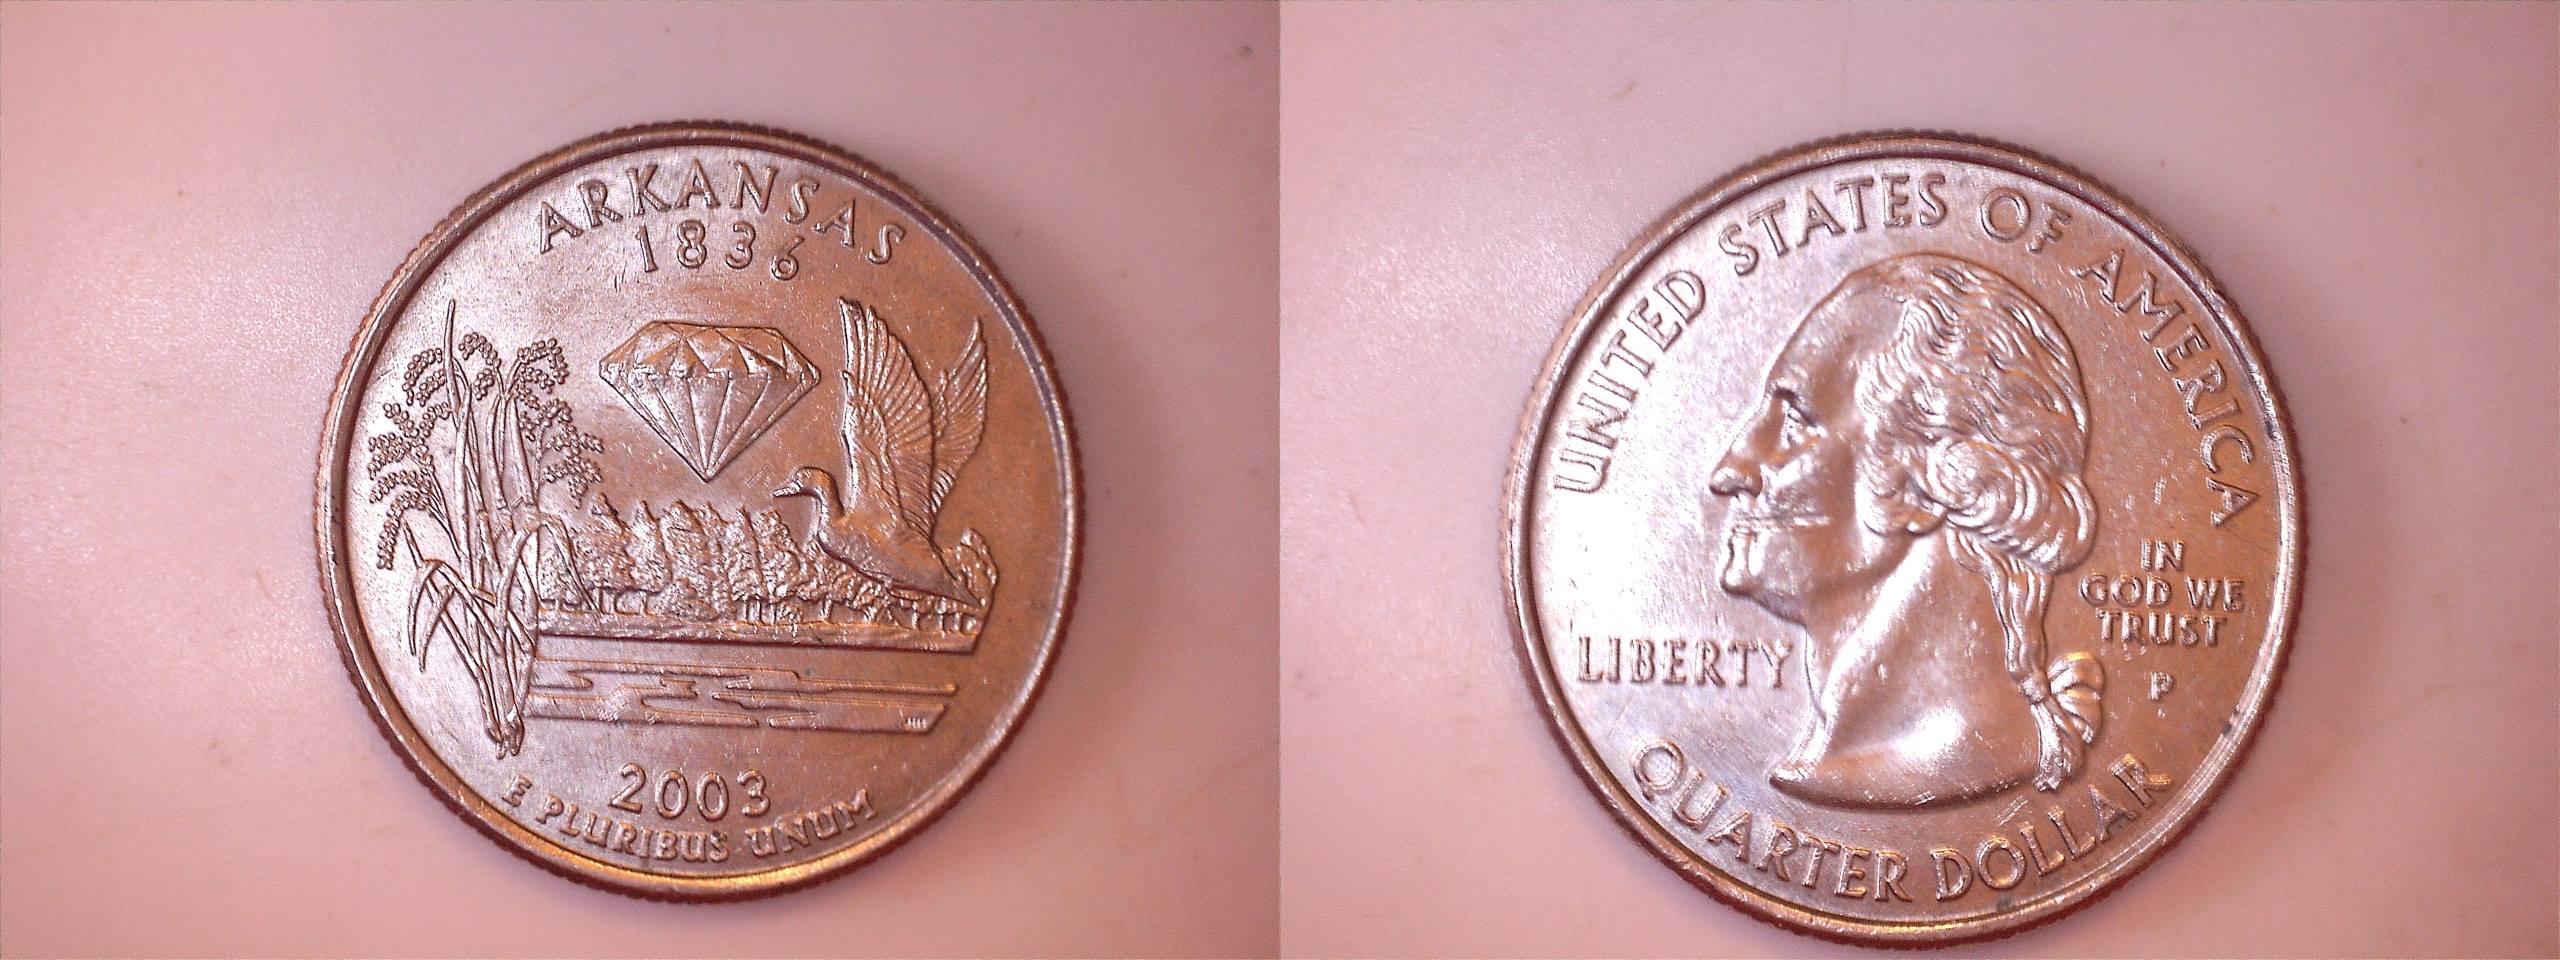 ARKANSAS
1836
2003
E PLURIBUS UNUM
UNITED STATES OF AMERICA
IN
GOD WE
TRUST
LIBERTY
P
QUARTER DOLLAR